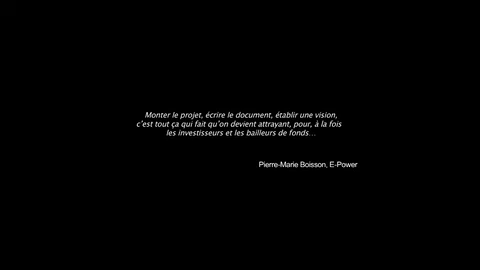 Monter le projet, écrire le document, établir une vision,
c'est tout ça qui fait qu'on devient attrayant, pour, à la fois
les investisseurs et les bailleurs de fonds...
Pierre-Marie Boisson, E-Power